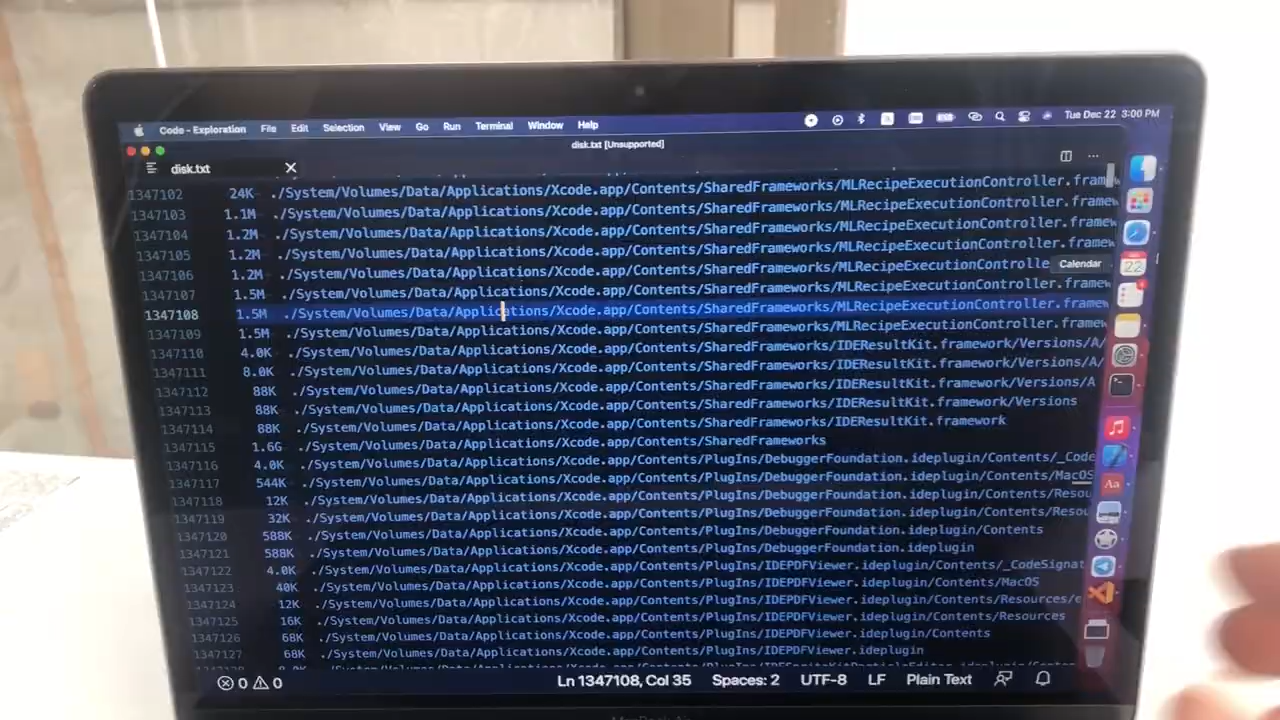 Code - Exploration File Edit Selection View Go Run Terminal Window Help Tue Dec 22 3:00 PM
disk.txt [Unsupported]
disk.txt
1347102 24K ./System/Volumes/Data/Applications/Xcode.app/Contents/SharedFrameworks/MLRecipeExecutionController.fram
1347103 1.1M ./System/Volumes/Data/Applications/Xcode.app/Contents/SharedFrameworks/MLRecipeExecutionController.framew
1347104 1.2M ./System/Volumes/Data/Applications/Xcode.app/Contents/SharedFrameworks/MLRecipeExecutionController.framew
1347105 1.2M ./System/Volumes/Data/Applications/Xcode.app/Contents/SharedFrameworks/MLRecipeExecutionController.framew
1347106 1.2M ./System/Volumes/Data/Applications/Xcode.app/Contents/SharedFrameworks/MLRecipeExecutionControlle
Calendar
22
1347107 1.5M ./System/Volumes/Data/Applications/Xcode.app/Contents/SharedFrameworks/MLRecipeExecutionController.framew
1347108 1.5M ./System/Volumes/Data/Applications/Xcode.app/Contents/SharedFrameworks/MLRecipeExecutionController.framew
1347109 1.5M ./System/Volumes/Data/Applications/Xcode.app/Contents/SharedFrameworks/MLRecipeExecutionController.framew
1347110 4.0K ./System/Volumes/Data/Applications/Xcode.app/Contents/SharedFrameworks/IDEResultKit.framework/Versions/A/
1347111 8.0K ./System/Volumes/Data/Applications/Xcode.app/Contents/SharedFrameworks/IDEResultKit.framework/Versions/A/
1347112 88K ./System/Volumes/Data/Applications/Xcode.app/Contents/SharedFrameworks/IDEResultKit.framework/Versions/A
1347113 88K ./System/Volumes/Data/Applications/Xcode.app/Contents/SharedFrameworks/IDEResultKit.framework/Versions
1347114 88K ./System/Volumes/Data/Applications/Xcode.app/Contents/SharedFrameworks/IDEResultKit.framework
1347115 1.6G ./System/Volumes/Data/Applications/Xcode.app/Contents/SharedFrameworks
1347116 4.0K ./System/Volumes/Data/Applications/Xcode.app/Contents/PlugIns/DebuggerFoundation.ideplugin/Contents/_Code
1347117 544K ./System/Volumes/Data/Applications/Xcode.app/Contents/PlugIns/DebuggerFoundation.ideplugin/Contents/MacOS
Aa
1347118 12K ./System/Volumes/Data/Applications/Xcode.app/Contents/PlugIns/DebuggerFoundation.ideplugin/Contents/Resou
1347119 32K ./System/Volumes/Data/Applications/Xcode.app/Contents/PlugIns/DebuggerFoundation.ideplugin/Contents/Resou
1347120 588K ./System/Volumes/Data/Applications/Xcode.app/Contents/PlugIns/DebuggerFoundation.ideplugin/Contents
1347121 588K ./System/Volumes/Data/Applications/Xcode.app/Contents/PlugIns/DebuggerFoundation.ideplugin
1347122 4.0K ./System/Volumes/Data/Applications/Xcode.app/Contents/PlugIns/IDEPDFViewer.ideplugin/Contents/_CodeSignat
1347123 40K ./System/Volumes/Data/Applications/Xcode.app/Contents/PlugIns/IDEPDFViewer.ideplugin/Contents/MacOS
1347124 12K ./System/Volumes/Data/Applications/Xcode.app/Contents/PlugIns/IDEPDFViewer.ideplugin/Contents/Resources/e
1347125 16K ./System/Volumes/Data/Applications/Xcode.app/Contents/PlugIns/IDEPDFViewer.ideplugin/Contents/Resources
1347126 68K ./System/Volumes/Data/Applications/Xcode.app/Contents/PlugIns/IDEPDFViewer.ideplugin/Contents
1347127 68K ./System/Volumes/Data/Applications/Xcode.app/Contents/PlugIns/IDEPDFViewer.ideplugin
0 0 Ln 1347108, Col 35 Spaces: 2 UTF-8 LF Plain Text